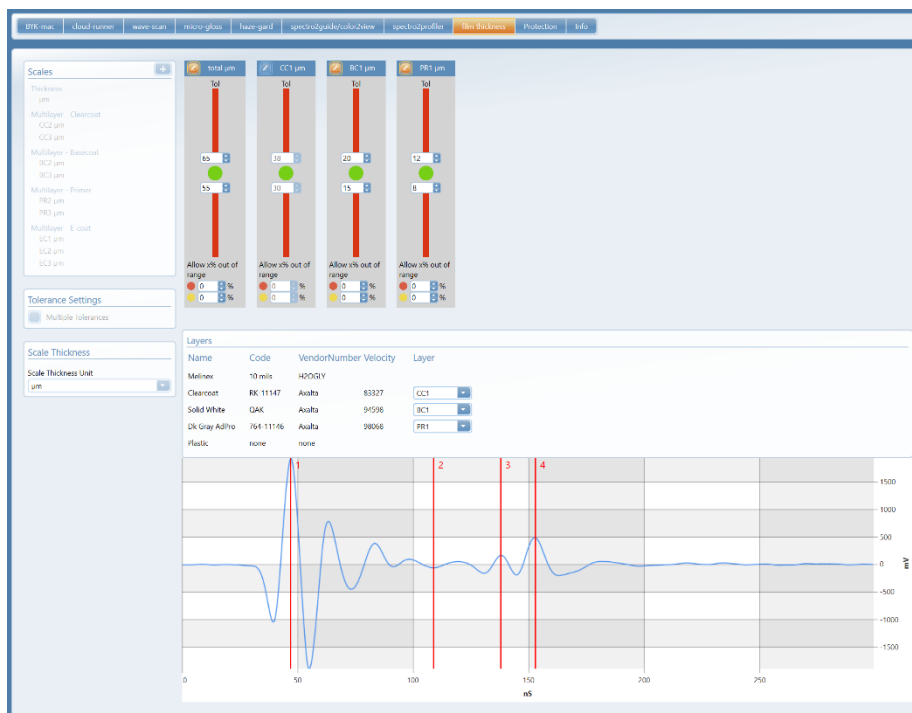 BYK-mac cloud-runner wave-scan micro-gloss haze-gard spectro2guide/color2view spectro2profiler film thickness Protection Info
Scales +
Thickness
µm
Multilayer - Clearcoat
CC2 µm
CC3 µm
Multilayer - Basecoat
BC2 µm
BC3 µm
Multilayer - Primer
PR2 µm
PR3 µm
Multilayer - E-coat
EC1 µm
EC2 µm
EC3 µm
Tolerance Settings
Multiple Tolerances
Scale Thickness
Scale Thickness Unit
µm
total µm CC1 µm BC1 µm PR1 µm
Tol Tol Tol Tol
65 38 20 12
55 30 15 8
Allow x% out of Allow x% out of Allow x% out of Allow x% out of
range range range range
0 % 0 % 0 % 0 %
0 % 0 % 0 % 0 %
Layers
Name Code VendorNumber Velocity Layer
Melinex 10 mils H2OGLY
Clearcoat RK-11147 Axalta 83327 CC1
Solid White QAK Axalta 94598 BC1
Dk Gray AdPro 764-11146 Axalta 98068 PR1
Plastic none none
1 2 3 4
1500
1000
500
0
-500
-1000
-1500
mV
0 50 100 150 200 250
nS